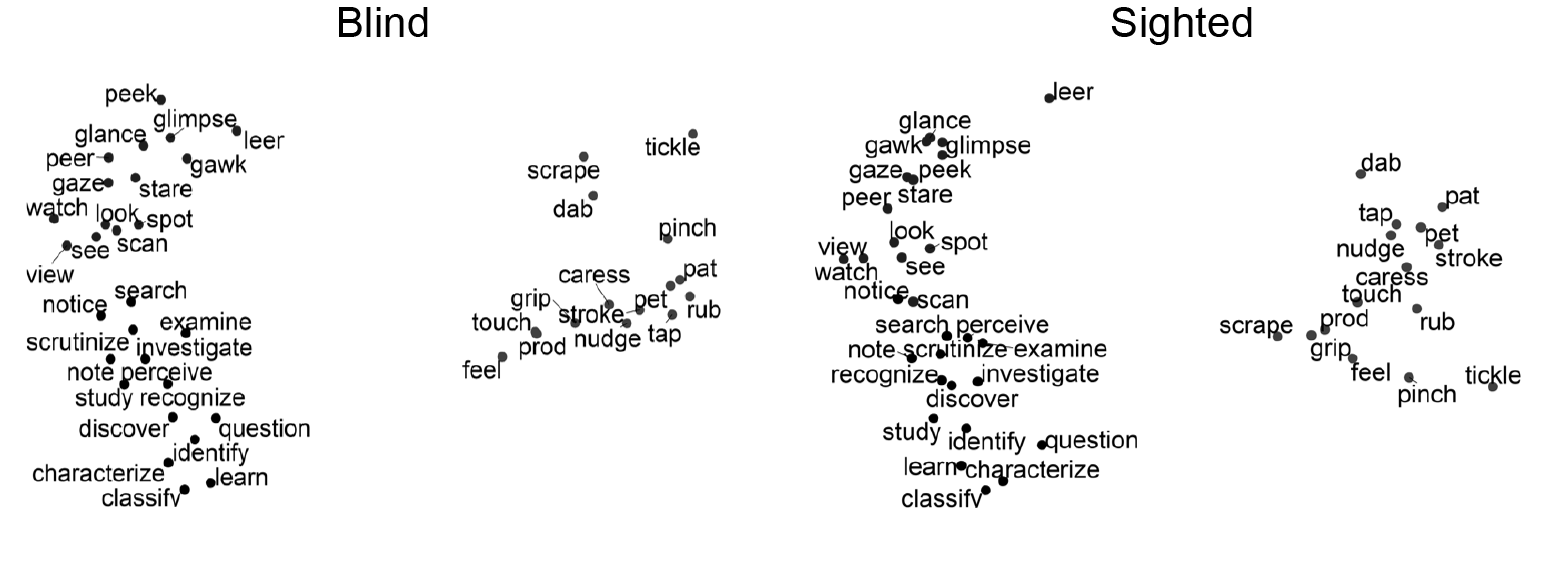 Blind
peek
glimpse
glance
leer
peer
gawk
gaze
stare
watch
look
spot
scan
see
view
search
notice
examine
scrutinize
investigate
note perceive
study recognize
discover
question
identify
characterize
learn
classify
tickle
scrape
dab
pinch
caress
pat
grip
stroke
pet
rub
touch
prod
nudge
tap
feel
Sighted
leer
glance
gawk
glimpse
gaze
peek
peer
stare
look
view
spot
watch
see
notice
scan
search perceive
note
scrutinize
examine
recognize
investigate
discover
study
identify
question
learn
characterize
classify
dab
pat
tap
pet
nudge
stroke
caress
touch
scrape
prod
rub
grip
feel
pinch
tickle